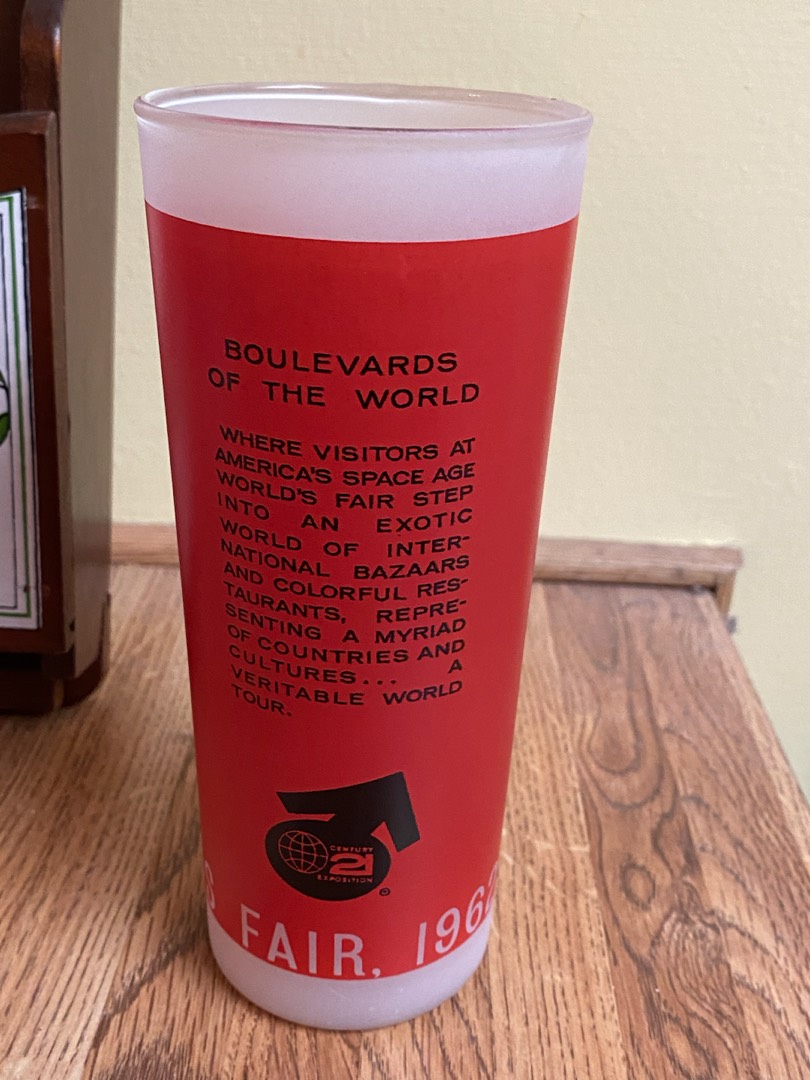 BOULEVARDS
OF THE WORLD
WHERE VISITORS AT
AMERICA'S SPACE AGE
WORLD'S FAIR STEP
INTO AN EXOTIC
WORLD OF INTER-
NATIONAL BAZAARS
AND COLORFUL RES-
TAURANTS, REPRE-
SENTING A MYRIAD
OF COUNTRIES AND
CULTURES... A
VERITABLE WORLD
TOUR.
CENTURY
21
EXPOSITION
®
S FAIR, 1962